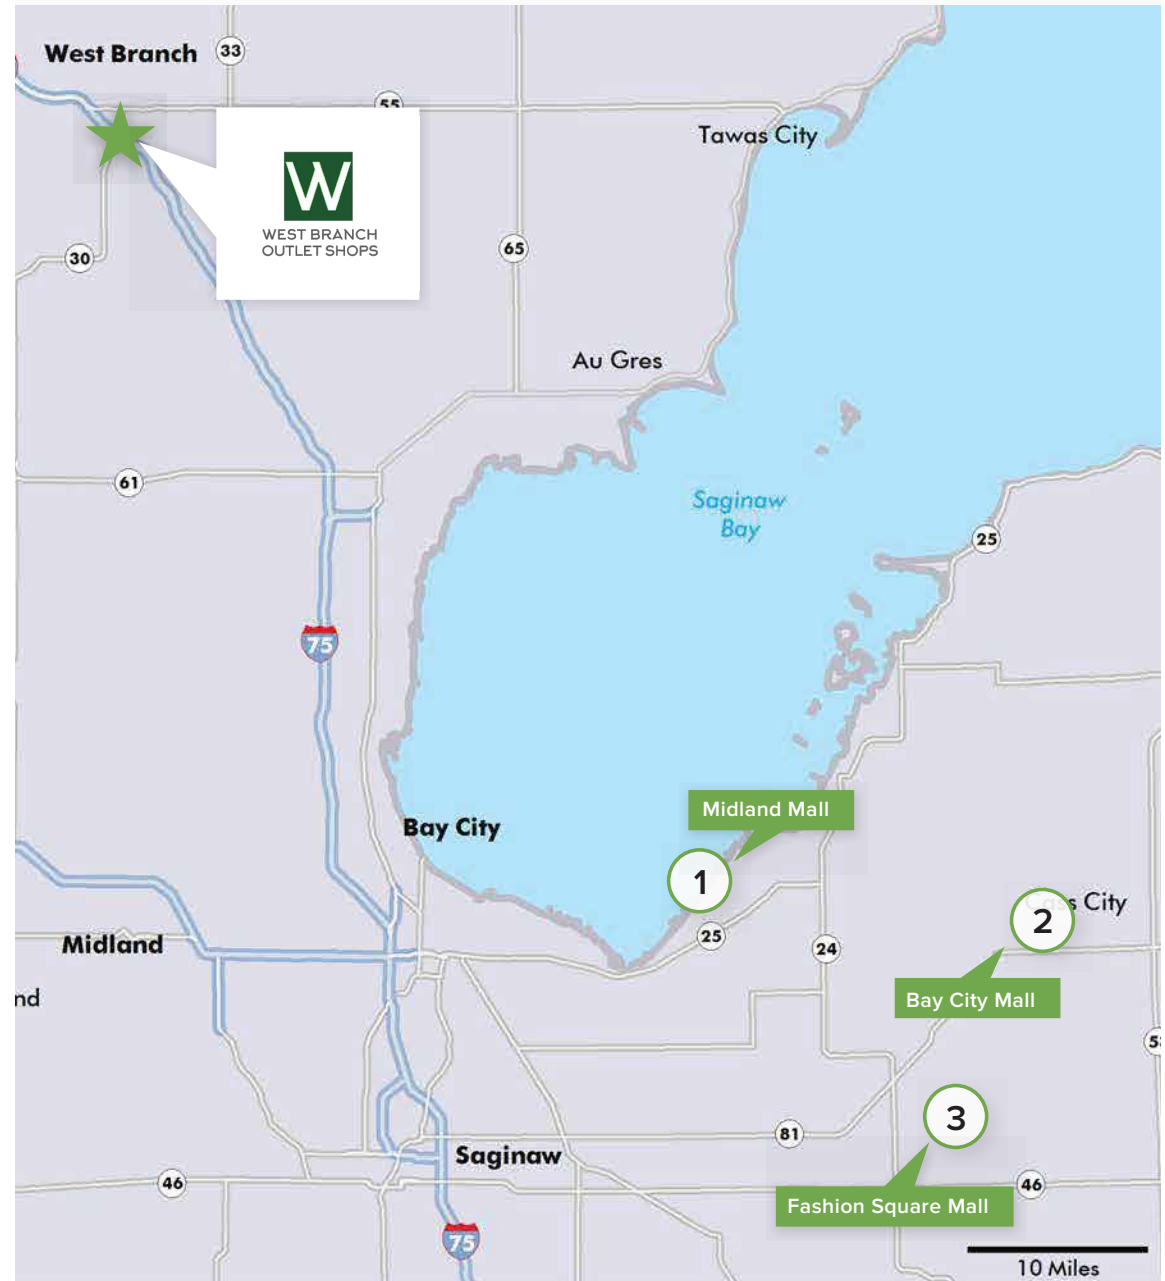 West Branch
33
55
Tawas City
W
WEST BRANCH
OUTLET SHOPS
30
65
Au Gres
61
Saginaw
Bay
25
75
Midland Mall
Bay City
1
25
2
City
24
Midland
Bay City Mall
nd
3
81
Saginaw
46
46
Fashion Square Mall
75
10 Miles